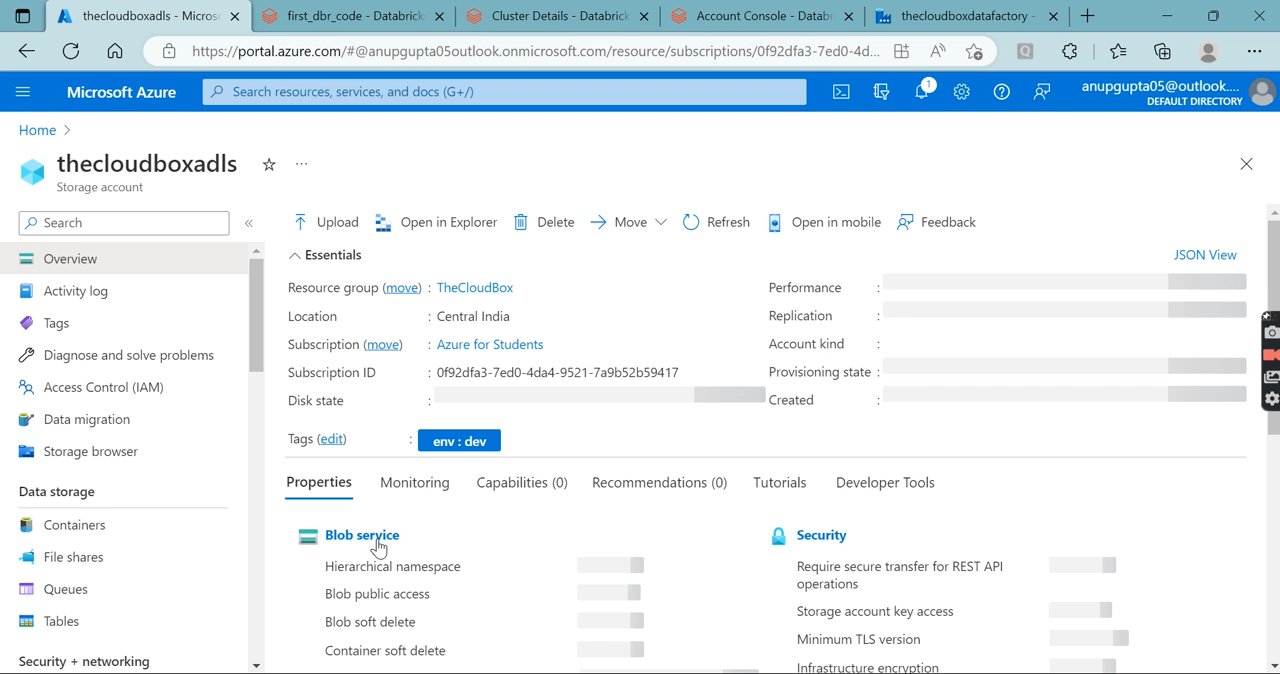 thecloudboxadls - Micros
first_dbr_code - Databrick
Cluster Details - Databrick
Account Console - Datab
thecloudboxdatafactory -
https://portal.azure.com/#@anupgupta05outlook.onmicrosoft.com/resource/subscriptions/0f92dfa3-7ed0-4d...
Microsoft Azure
Search resources, services, and docs (G+/)
1
anupgupta05@outlook....
DEFAULT DIRECTORY
Home >
thecloudboxadls
Storage account
Search
«
Upload
Open in Explorer
Delete
Move
Refresh
Open in mobile
Feedback
Overview
Activity log
Tags
Diagnose and solve problems
Access Control (IAM)
Data migration
Storage browser
Data storage
Containers
File shares
Queues
Tables
Security + networking
Essentials
JSON View
Resource group (move) : TheCloudBox
Location : Central India
Subscription (move) : Azure for Students
Subscription ID : 0f92dfa3-7ed0-4da4-9521-7a9b52b59417
Disk state :
Performance :
Replication :
Account kind :
Provisioning state :
Created :
Tags (edit) : env : dev
Properties
Monitoring
Capabilities (0)
Recommendations (0)
Tutorials
Developer Tools
Blob service
Hierarchical namespace
Blob public access
Blob soft delete
Container soft delete
Security
Require secure transfer for REST API
operations
Storage account key access
Minimum TLS version
Infrastructure encryption